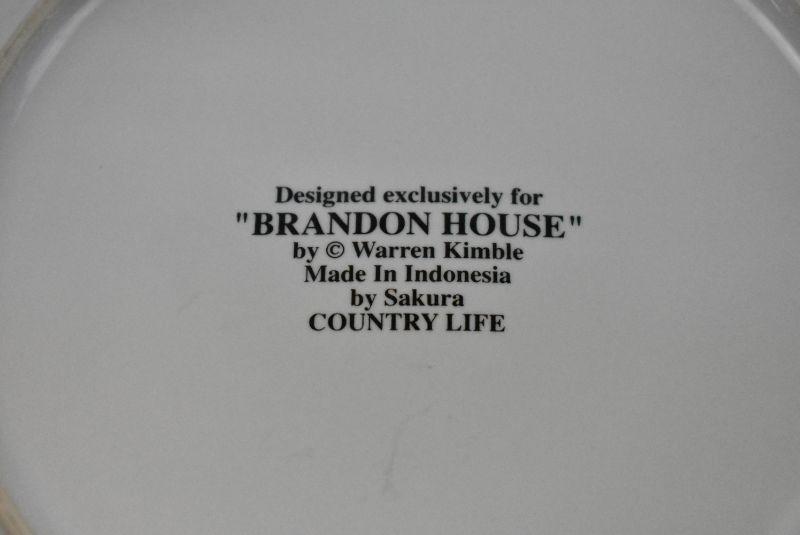 Designed exclusively for
"BRANDON HOUSE"
by © Warren Kimble
Made In Indonesia
by Sakura
COUNTRY LIFE